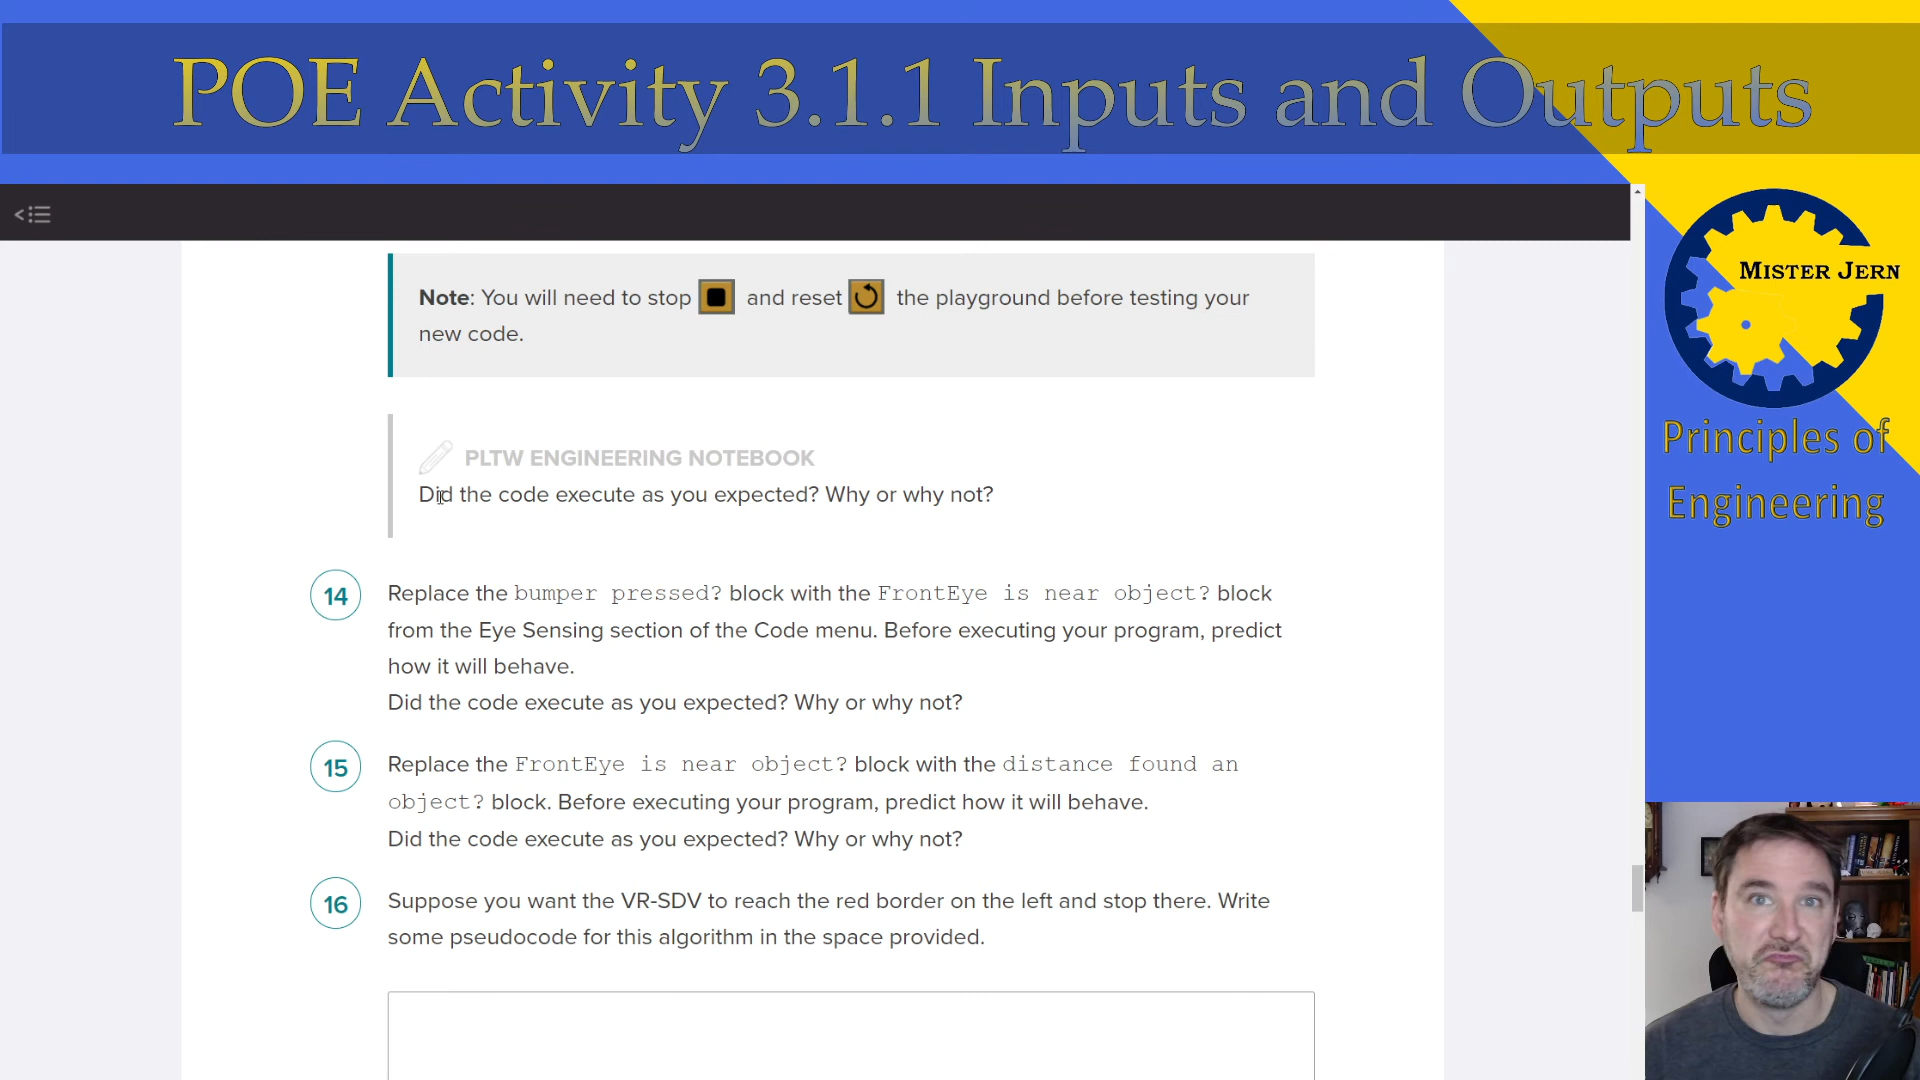 POE Activity 3.1.1 Inputs and Outputs
MISTER JERN
Principles of
Engineering
Note: You will need to stop and reset the playground before testing your
new code.
PLTW ENGINEERING NOTEBOOK
Did the code execute as you expected? Why or why not?
14 Replace the bumper pressed? block with the FrontEye is near object? block
from the Eye Sensing section of the Code menu. Before executing your program, predict
how it will behave.
Did the code execute as you expected? Why or why not?
15 Replace the FrontEye is near object? block with the distance found an
object? block. Before executing your program, predict how it will behave.
Did the code execute as you expected? Why or why not?
16 Suppose you want the VR-SDV to reach the red border on the left and stop there. Write
some pseudocode for this algorithm in the space provided.